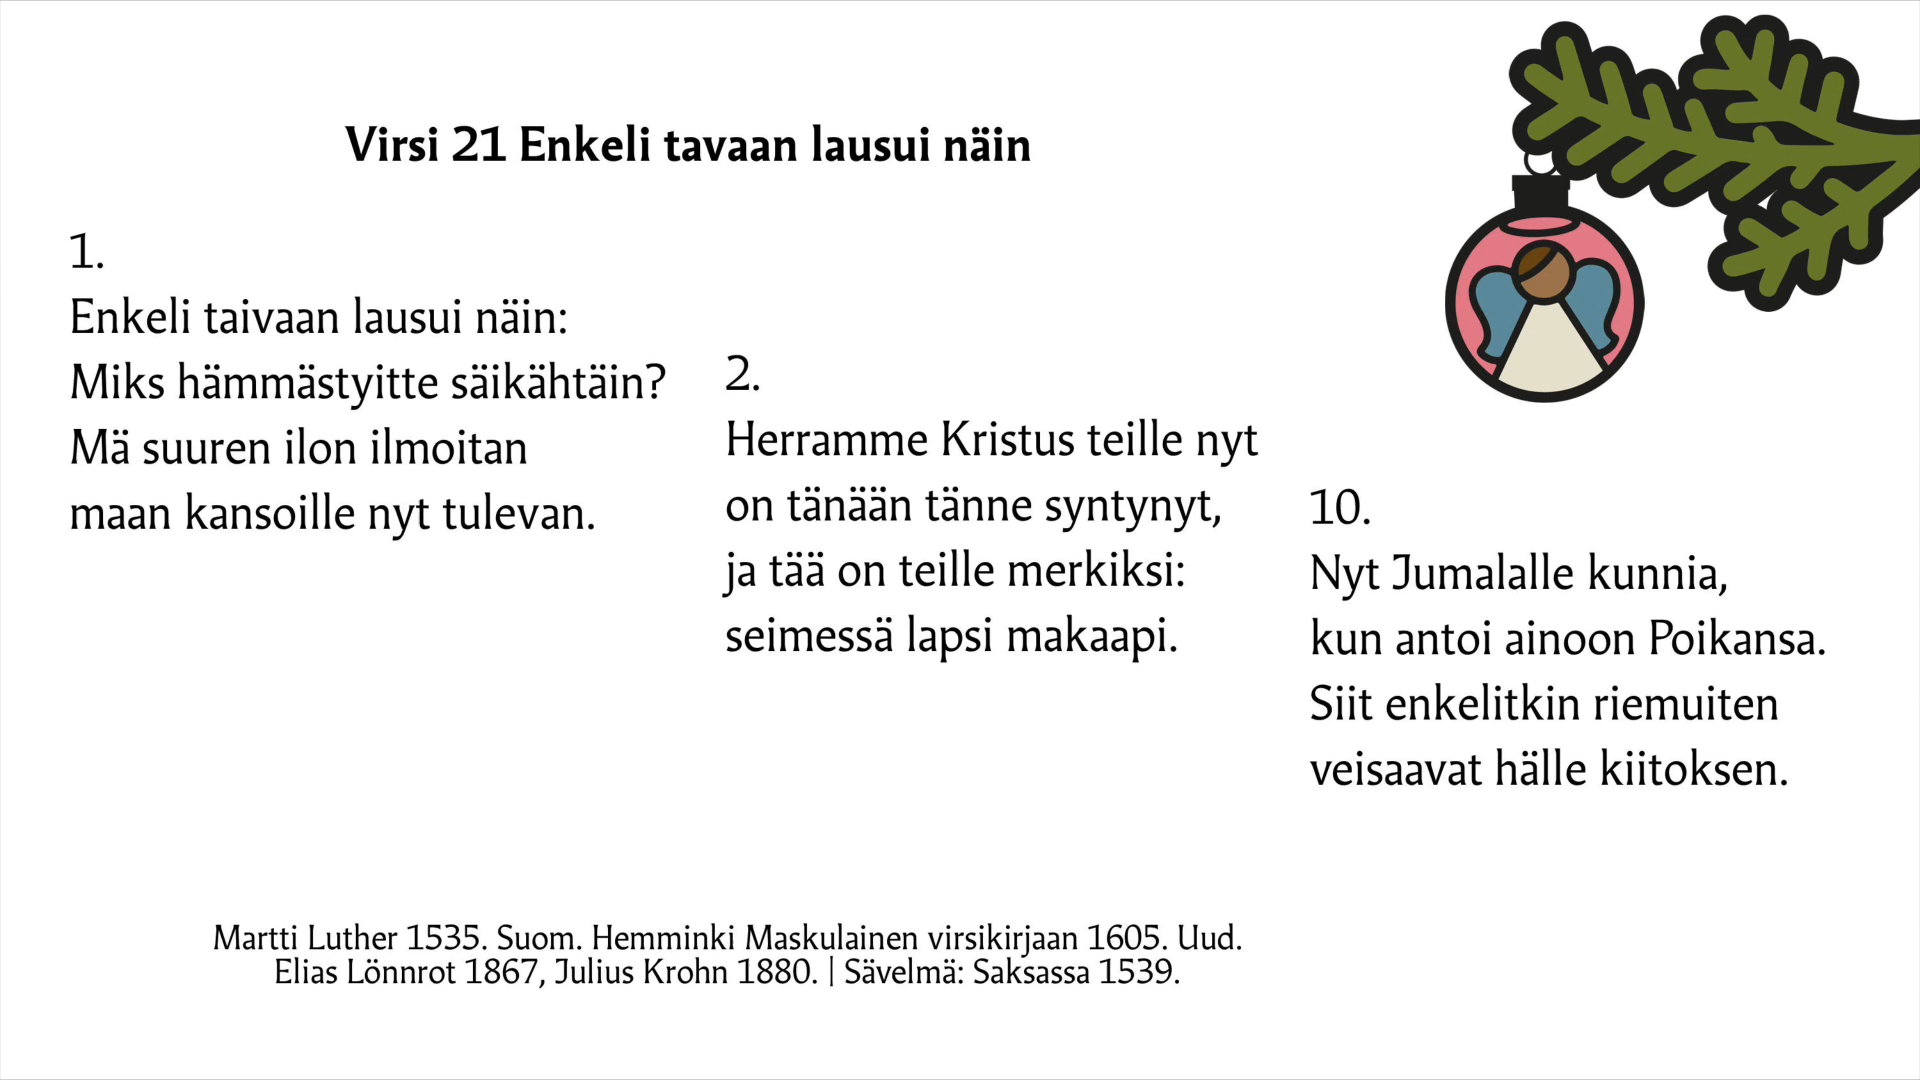 Virsi 21 Enkeli tavaan lausui näin
1.
Enkeli taivaan lausui näin:
Miks hämmästyitte säikähtäin?
Mä suuren ilon ilmoitan
maan kansoille nyt tulevan.
2.
Herramme Kristus teille nyt
on tänään tänne syntynyt,
ja tää on teille merkiksi:
seimessä lapsi makaapi.
10.
Nyt Jumalalle kunnia,
kun antoi ainoon Poikansa.
Siit enkelitkin riemuiten
veisaavat hälle kiitoksen.
Martti Luther 1535. Suom. Hemminki Maskulainen virsikirjaan 1605. Uud.
Elias Lönnrot 1867, Julius Krohn 1880. | Sävelmä: Saksassa 1539.